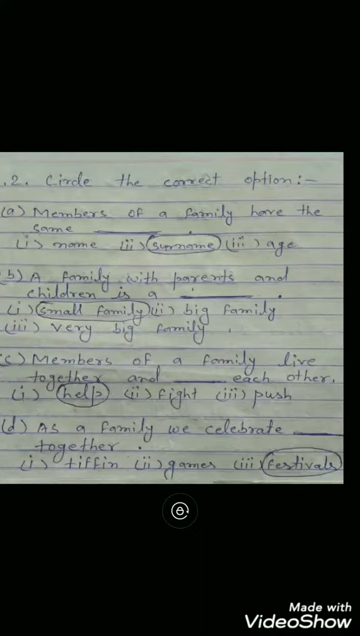 .2. Circle the correct option:-
(a) Members of a family have the
same ________ .
(i) name (ii) surname (iii) age
(b) A family with parents and
children is a ________ .
(i) small family (ii) big family
(iii) very big family .
(c) Members of a family live
together and ______ each other.
(i) help (ii) fight (iii) push
(d) As a family we celebrate ______
together .
(i) tiffin (ii) games (iii) festivals
Made with
VideoShow